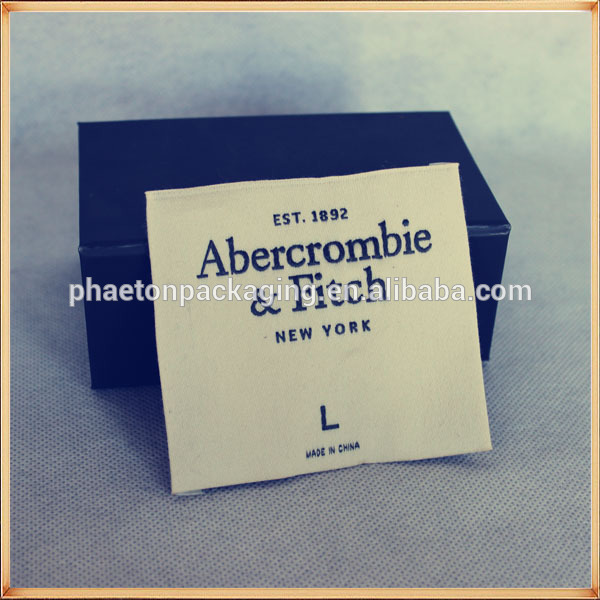 EST. 1892
Abercrombie
phaetonpackaging.en.alibaba.com
& Fitch
NEW YORK
L
MADE IN CHINA